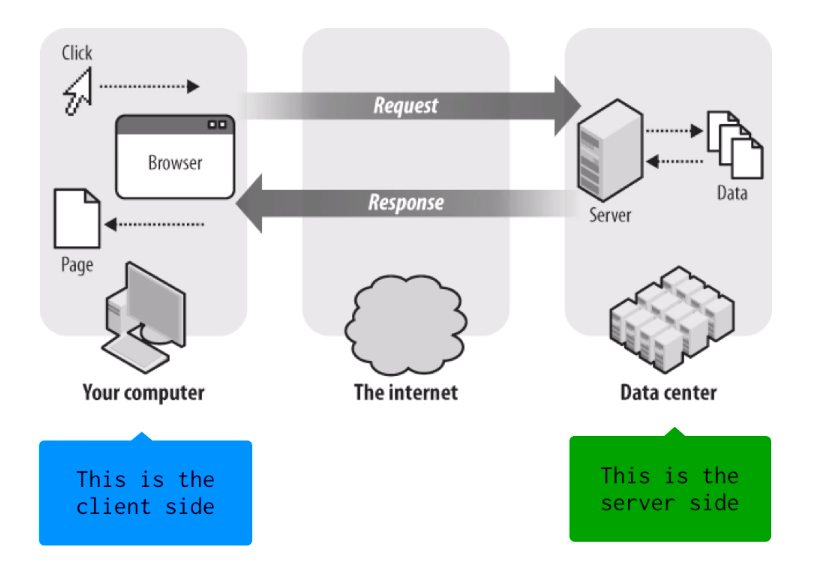 Click
Request
Browser
Response
Server
Data
Page
Your computer
The internet
Data center
This is the
client side
This is the
server side